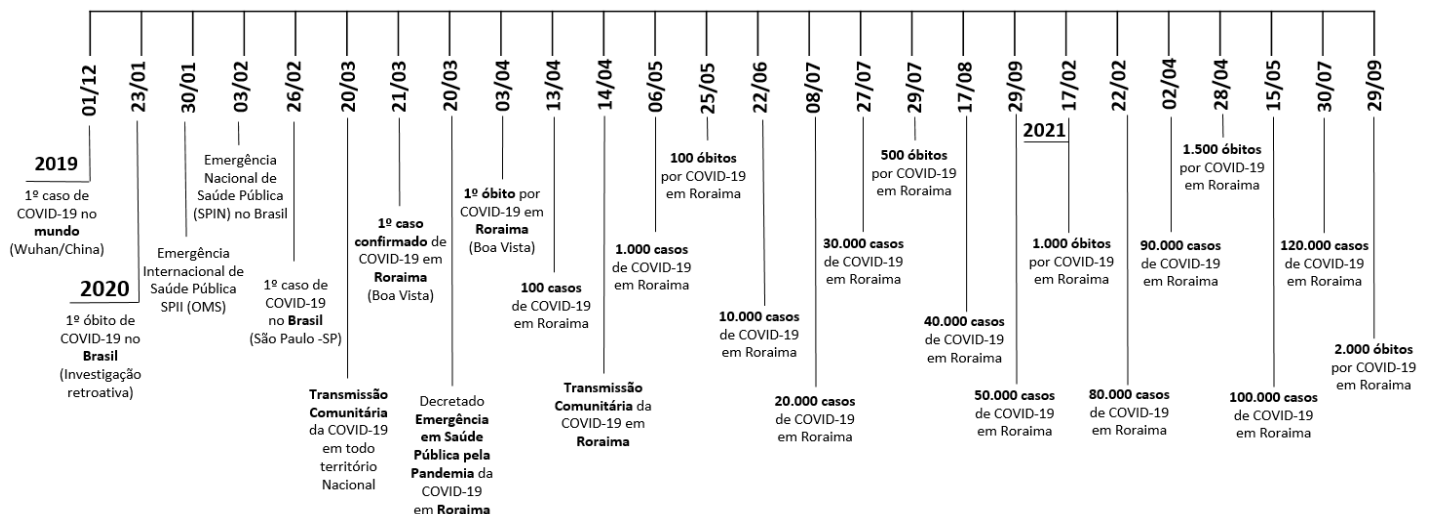 01/12
23/01
30/01
03/02
26/02
20/03
21/03
20/03
03/04
13/04
14/04
06/05
25/05
22/06
08/07
27/07
29/07
17/08
29/09
17/02
22/02
02/04
28/04
15/05
30/07
29/09
2019
1º caso de
COVID-19 no
mundo
(Wuhan/China)
2020
1º óbito de
COVID-19 no
Brasil
(Investigação
retroativa)
Emergência
Internacional de
Saúde Pública
SPII (OMS)
Emergência
Nacional de
Saúde Pública
(SPIN) no Brasil
1º caso de
COVID-19
no Brasil
(São Paulo -SP)
Transmissão
Comunitária
da COVID-19
em todo
território
Nacional
1º caso
confirmado de
COVID-19 em
Roraima
(Boa Vista)
Decretado
Emergência
em Saúde
Pública pela
Pandemia da
COVID-19
em Roraima
1º óbito por
COVID-19 em
Roraima
(Boa Vista)
100 casos
de COVID-19
em Roraima
Transmissão
Comunitária da
COVID-19 em
Roraima
1.000 casos
de COVID-19
em Roraima
100 óbitos
por COVID-19
em Roraima
10.000 casos
de COVID-19
em Roraima
20.000 casos
de COVID-19
em Roraima
30.000 casos
de COVID-19
em Roraima
500 óbitos
por COVID-19
em Roraima
40.000 casos
de COVID-19
em Roraima
50.000 casos
de COVID-19
em Roraima
2021
1.000 óbitos
por COVID-19
em Roraima
80.000 casos
de COVID-19
em Roraima
90.000 casos
de COVID-19
em Roraima
1.500 óbitos
por COVID-19
em Roraima
100.000 casos
de COVID-19
em Roraima
120.000 casos
de COVID-19
em Roraima
2.000 óbitos
por COVID-19
em Roraima